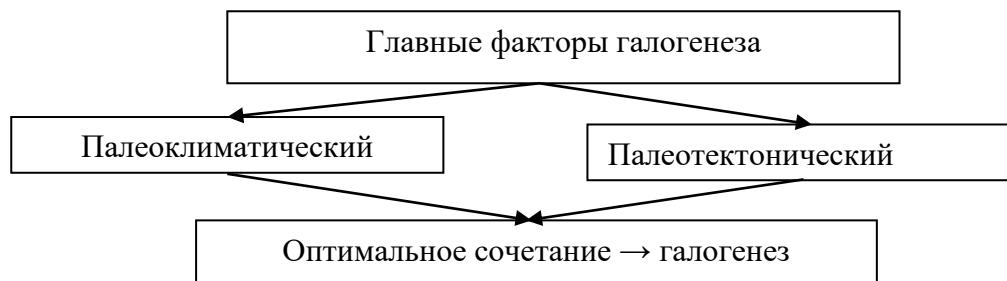 Главные факторы галогенеза
Палеоклиматический
Палеотектонический
Оптимальное сочетание → галогенез